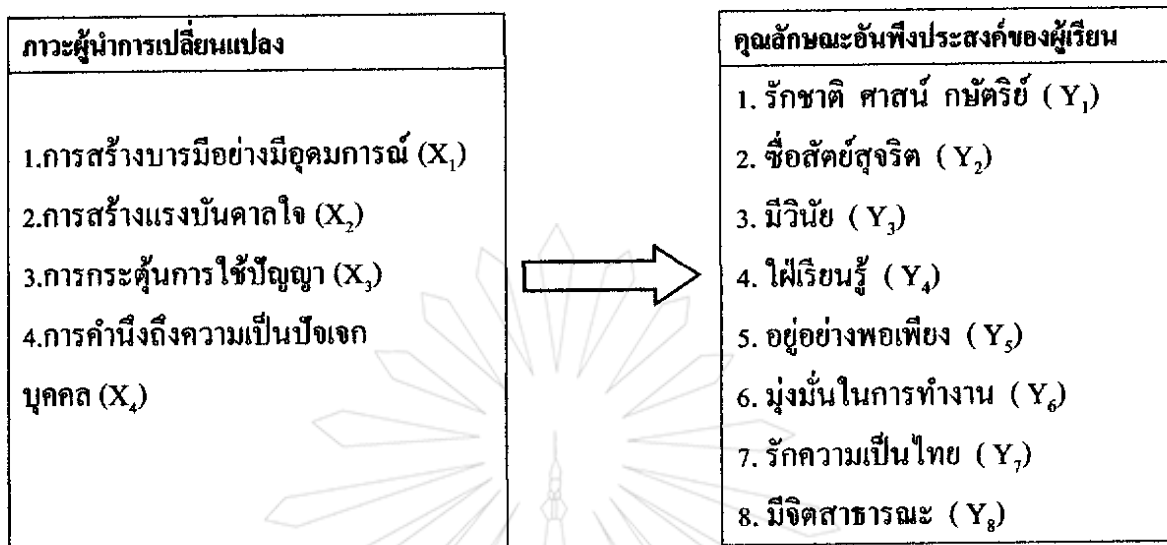 ภาวะผู้นำการเปลี่ยนแปลง
1.การสร้างบารมีอย่างมีอุดมการณ์ (X₁)
2.การสร้างแรงบันดาลใจ (X₂)
3.การกระตุ้นการใช้ปัญญา (X₃)
4.การคำนึงถึงความเป็นปัจเจก
บุคคล (X₄)
คุณลักษณะอันพึงประสงค์ของผู้เรียน
1. รักชาติ ศาสน์ กษัตริย์ ( Y₁)
2. ซื่อสัตย์สุจริต ( Y₂)
3. มีวินัย ( Y₃)
4. ใฝ่เรียนรู้ ( Y₄)
5. อยู่อย่างพอเพียง ( Y₅)
6. มุ่งมั่นในการทำงาน ( Y₆)
7. รักความเป็นไทย ( Y₇)
8. มีจิตสาธารณะ ( Y₈)